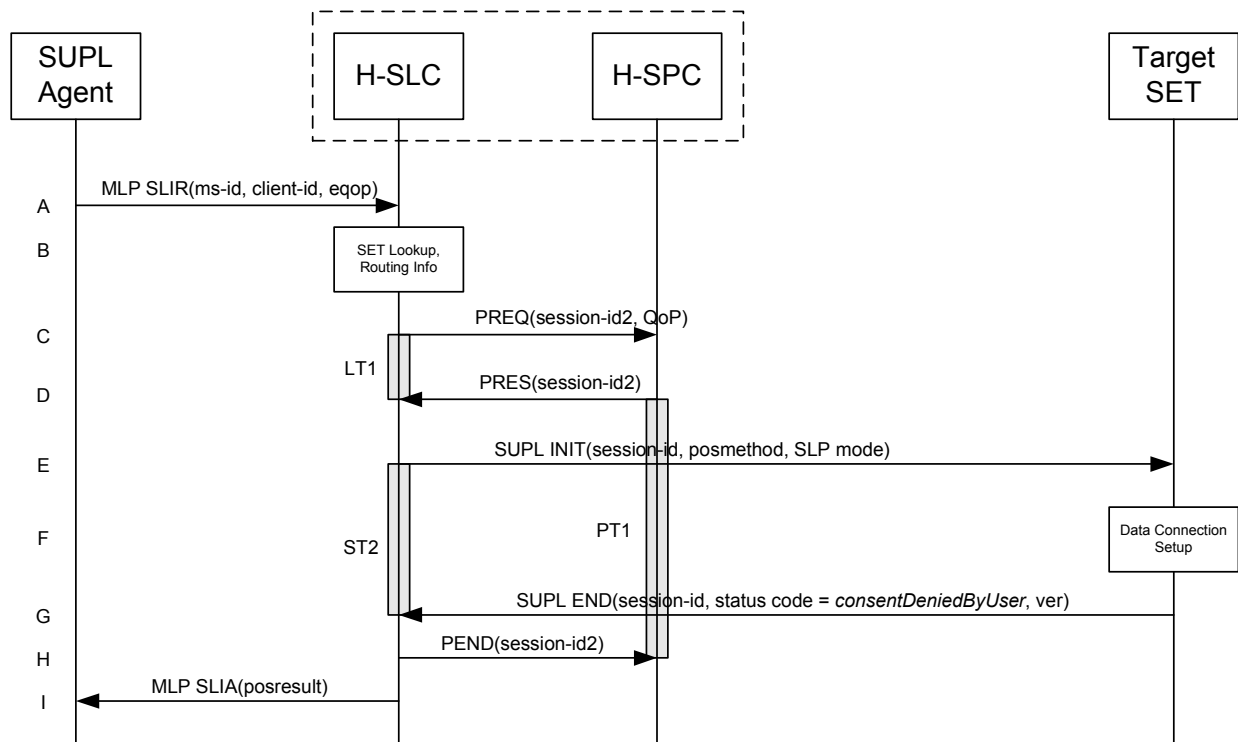 SUPL
Agent
H-SLC
H-SPC
Target
SET
A
MLP SLIR(ms-id, client-id, eqop)
B
SET Lookup,
Routing Info
C
PREQ(session-id2, QoP)
LT1
D
PRES(session-id2)
E
SUPL INIT(session-id, posmethod, SLP mode)
F
ST2
PT1
Data Connection
Setup
G
SUPL END(session-id, status code = consentDeniedByUser, ver)
H
PEND(session-id2)
I
MLP SLIA(posresult)